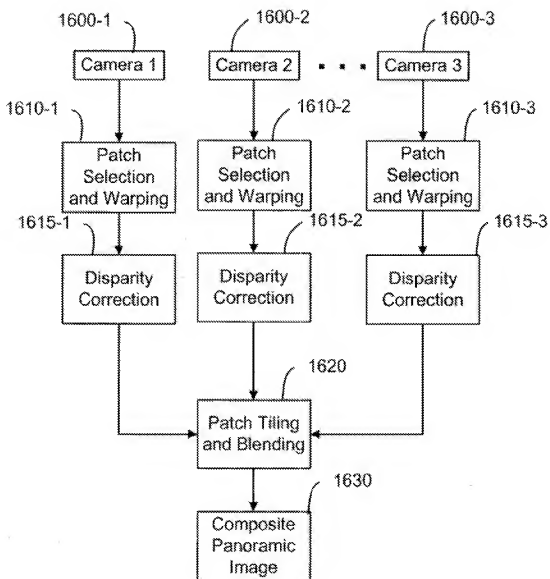 1600-1
1600-2
1600-3
Camera 1
Camera 2
Camera 3
1610-1
1610-2
1610-3
Patch
Selection
and Warping
Patch
Selection
and Warping
Patch
Selection
and Warping
1615-1
1615-2
1615-3
Disparity
Correction
Disparity
Correction
Disparity
Correction
1620
Patch Tiling
and Blending
1630
Composite
Panoramic
Image